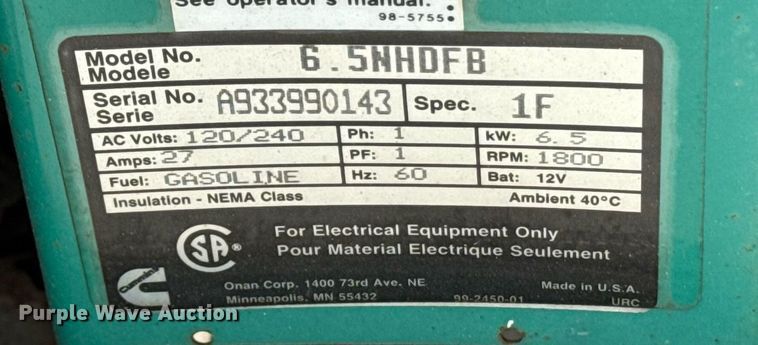 See operator's manual.
98-5755
Model No. 6.5NHDFB
Modele
Serial No. A933990143 Spec. 1F
Serie
AC Volts: 120/240 Ph: 1 kW: 6.5
Amps: 27 PF: 1 RPM: 1800
Fuel: GASOLINE Hz: 60 Bat: 12V
Insulation - NEMA Class Ambient 40°C
SA®
For Electrical Equipment Only
Pour Material Electrique Seulement
Cummins
Onan Corp. 1400 73rd Ave. NE Made in U.S.A.
Minneapolis, MN 55432 99-2450-01 URC
Purple Wave Auction